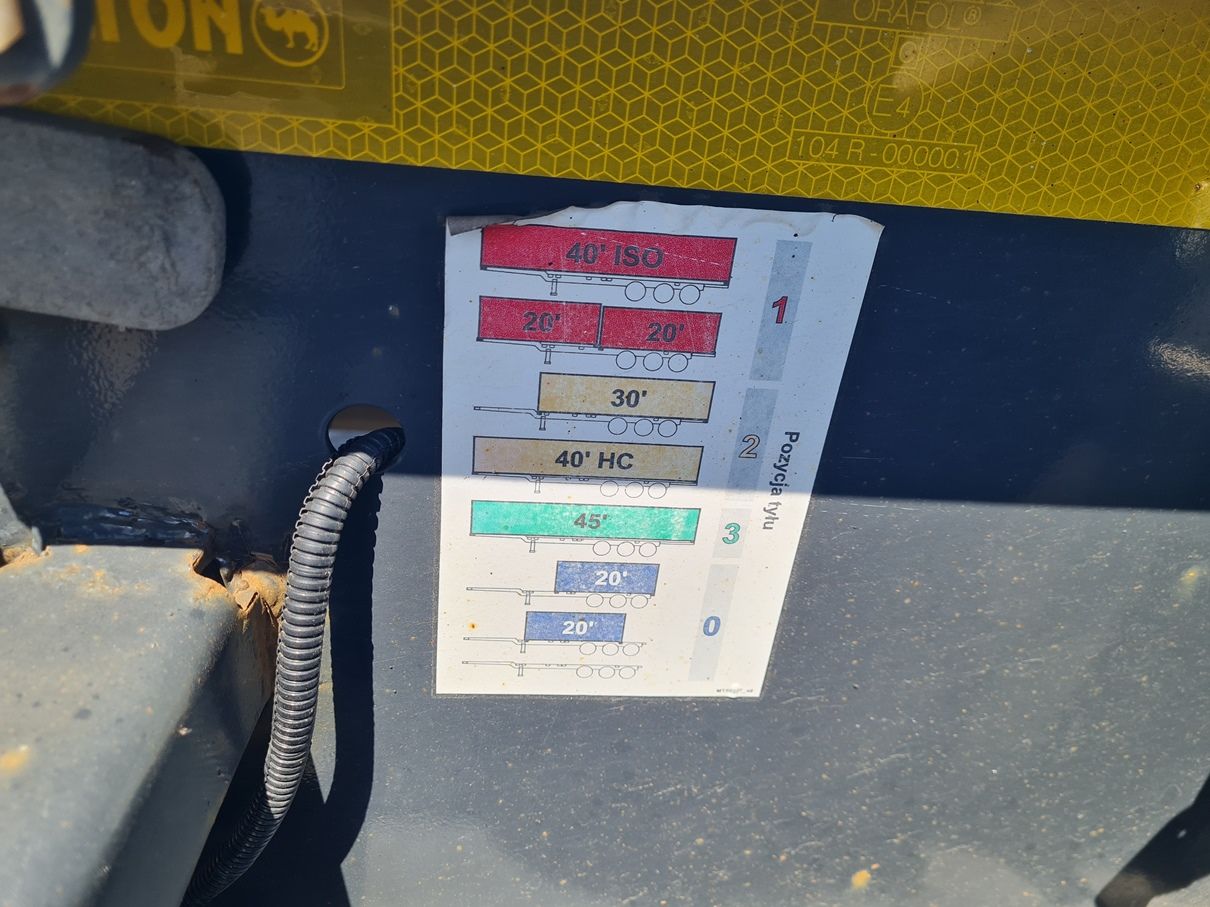 TON
ORAFOL®
C
E4
104 R - 000001
40' ISO
20' 20'
1
30'
40' HC
2
45'
3
20'
20'
0
Pozycja tyłu